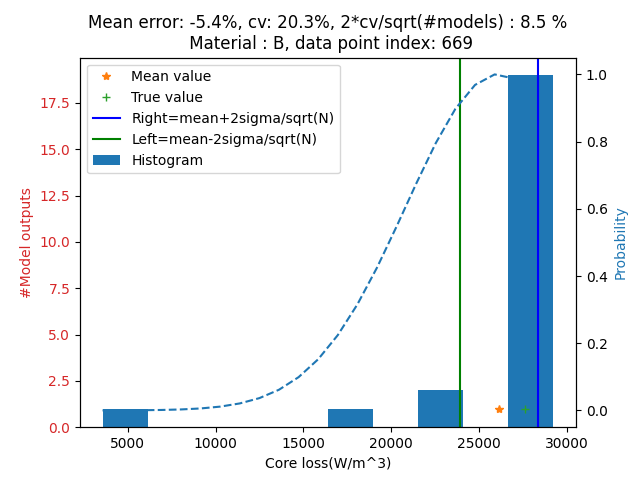 Mean error: -5.4%, cv: 20.3%, 2*cv/sqrt(#models) : 8.5 %
Material : B, data point index: 669
Mean value
True value
Right=mean+2sigma/sqrt(N)
Left=mean-2sigma/sqrt(N)
Histogram
#Model outputs
17.5
15.0
12.5
10.0
7.5
5.0
2.5
0.0
1.0
0.8
0.6
0.4
0.2
0.0
Probability
5000 10000 15000 20000 25000 30000
Core loss(W/m^3)